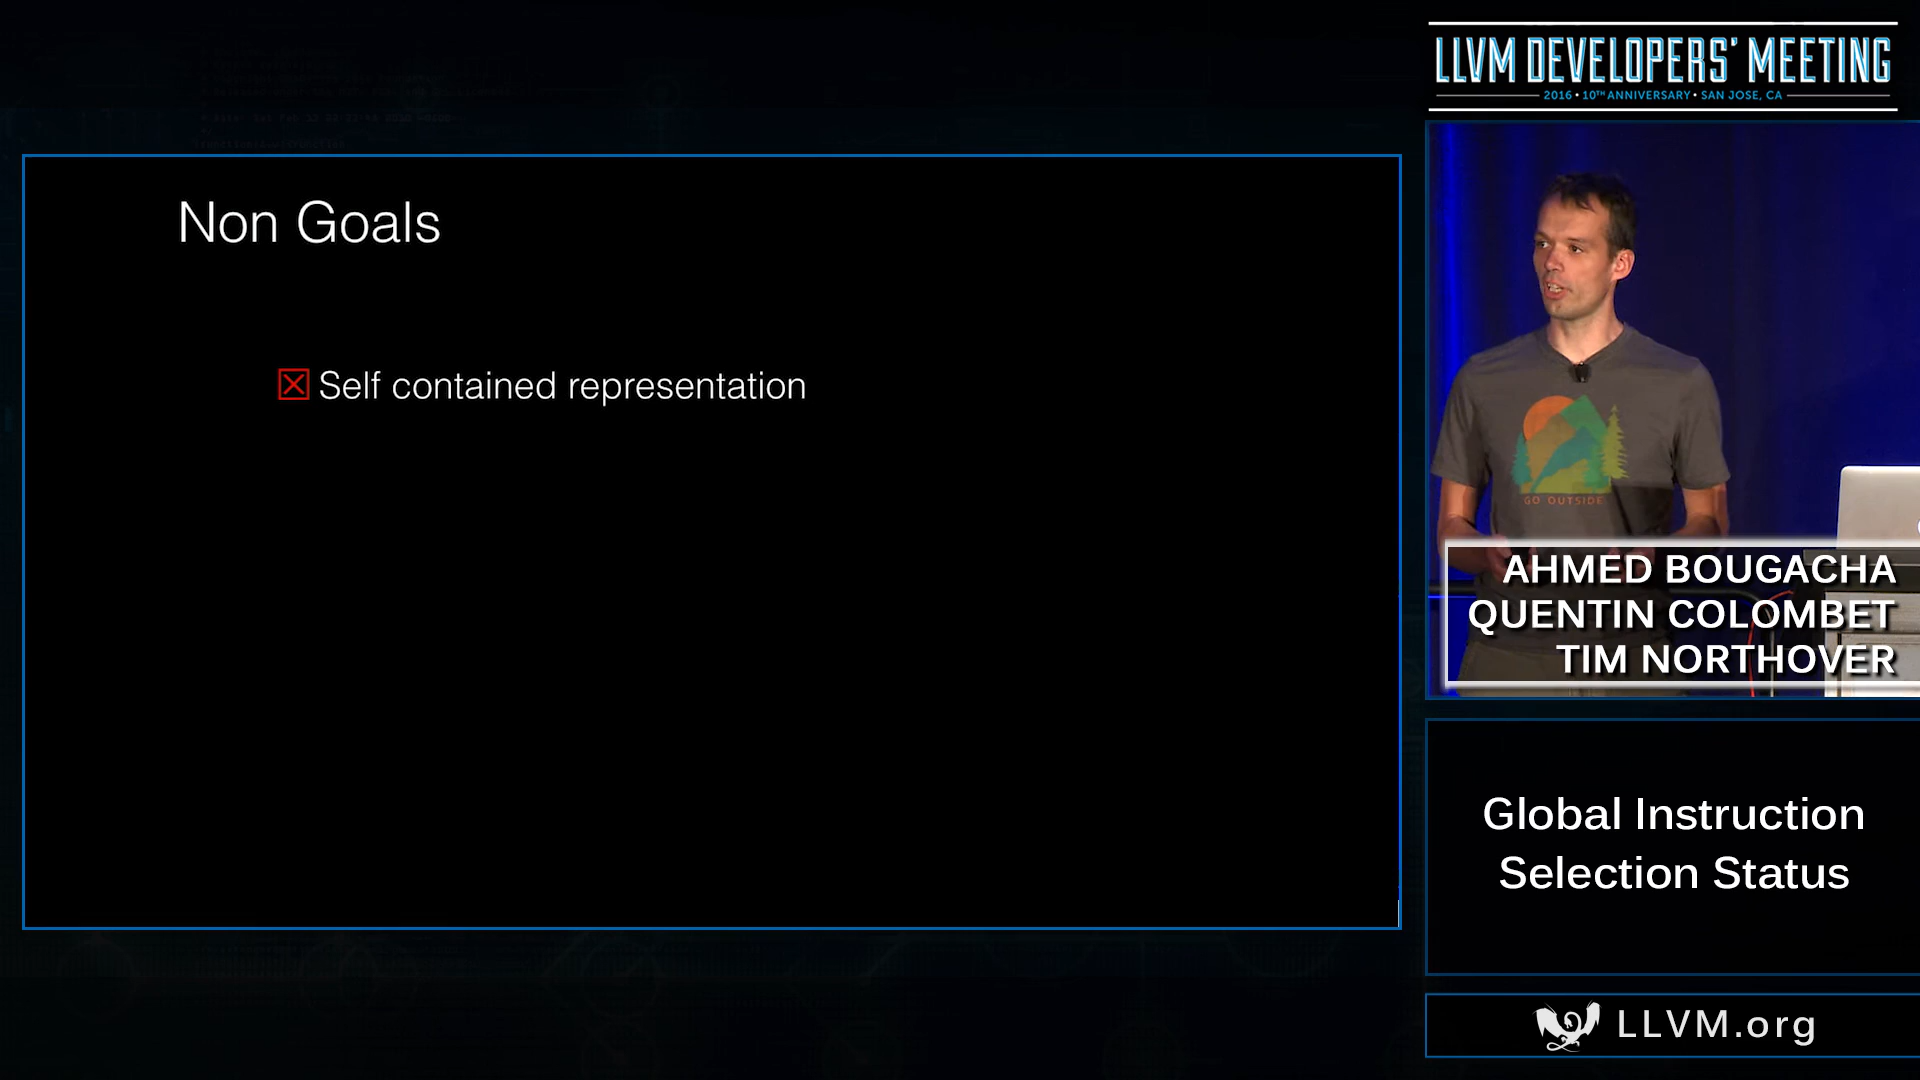 LLVM DEVELOPERS' MEETING
2016 • 10TH ANNIVERSARY • SAN JOSE, CA
Non Goals
Self contained representation
GO OUTSIDE
AHMED BOUGACHA
QUENTIN COLOMBET
TIM NORTHOVER
Global Instruction
Selection Status
LLVM.org